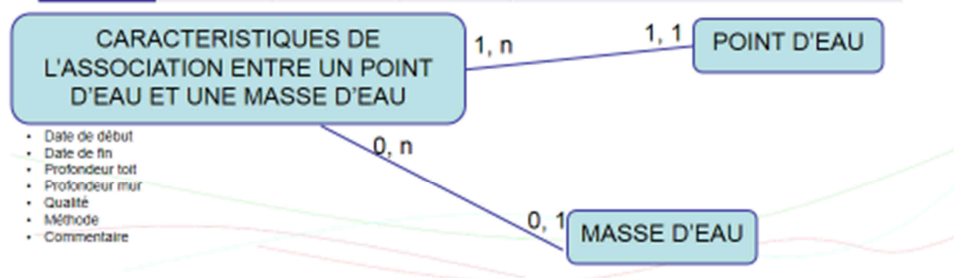 CARACTERISTIQUES DE
L'ASSOCIATION ENTRE UN POINT
D'EAU ET UNE MASSE D'EAU
1, n
1, 1
POINT D'EAU
• Date de début
• Date de fin
• Profondeur toit
• Profondeur mur
• Qualité
• Méthode
• Commentaire
0, n
0, 1
MASSE D'EAU